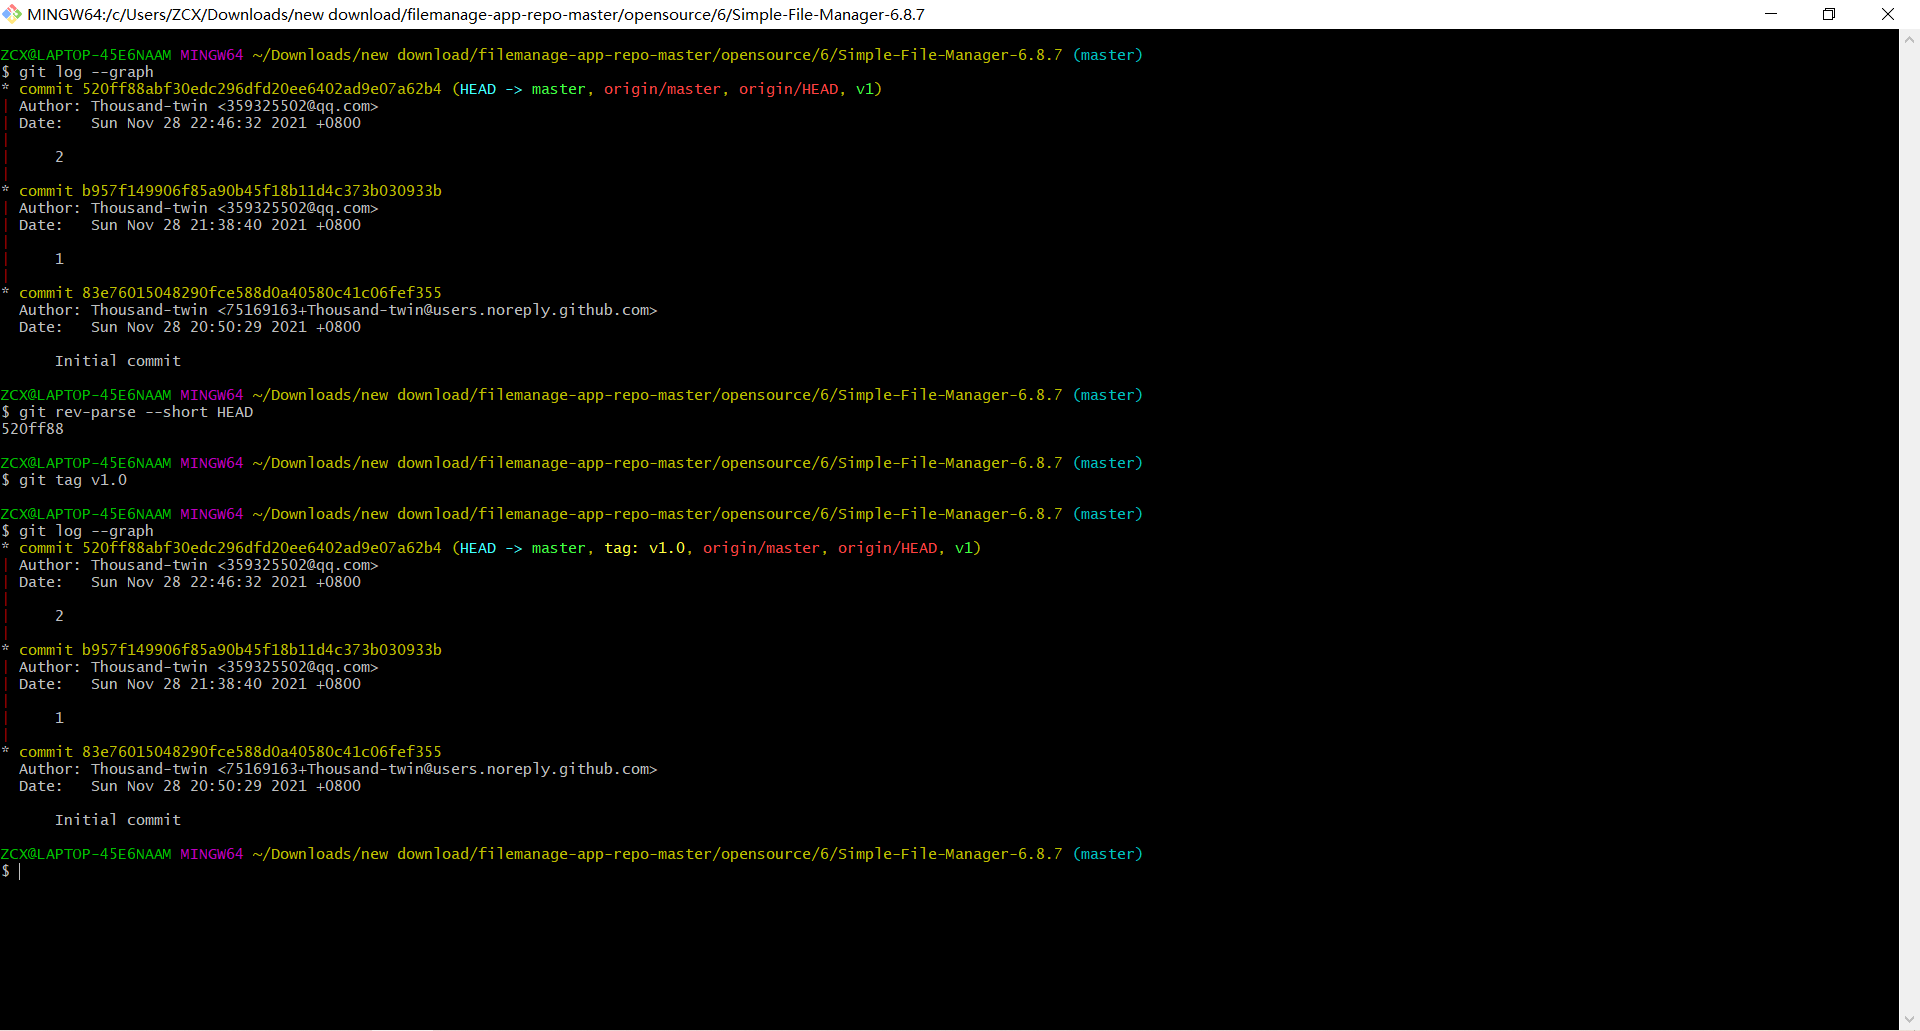 MINGW64:/c/Users/ZCX/Downloads/new download/filemanage-app-repo-master/opensource/6/Simple-File-Manager-6.8.7
ZCX@LAPTOP-45E6NAAM MINGW64 ~/Downloads/new download/filemanage-app-repo-master/opensource/6/Simple-File-Manager-6.8.7 (master)
$ git log --graph
* commit 520ff88abf30edc296dfd20ee6402ad9e07a62b4 (HEAD -> master, origin/master, origin/HEAD, v1)
| Author: Thousand-twin <359325502@qq.com>
| Date:   Sun Nov 28 22:46:32 2021 +0800
|
|     2
|
* commit b957f149906f85a90b45f18b11d4c373b030933b
| Author: Thousand-twin <359325502@qq.com>
| Date:   Sun Nov 28 21:38:40 2021 +0800
|
|     1
|
* commit 83e76015048290fce588d0a40580c41c06fef355
  Author: Thousand-twin <75169163+Thousand-twin@users.noreply.github.com>
  Date:   Sun Nov 28 20:50:29 2021 +0800

      Initial commit

ZCX@LAPTOP-45E6NAAM MINGW64 ~/Downloads/new download/filemanage-app-repo-master/opensource/6/Simple-File-Manager-6.8.7 (master)
$ git rev-parse --short HEAD
520ff88

ZCX@LAPTOP-45E6NAAM MINGW64 ~/Downloads/new download/filemanage-app-repo-master/opensource/6/Simple-File-Manager-6.8.7 (master)
$ git tag v1.0

ZCX@LAPTOP-45E6NAAM MINGW64 ~/Downloads/new download/filemanage-app-repo-master/opensource/6/Simple-File-Manager-6.8.7 (master)
$ git log --graph
* commit 520ff88abf30edc296dfd20ee6402ad9e07a62b4 (HEAD -> master, tag: v1.0, origin/master, origin/HEAD, v1)
| Author: Thousand-twin <359325502@qq.com>
| Date:   Sun Nov 28 22:46:32 2021 +0800
|
|     2
|
* commit b957f149906f85a90b45f18b11d4c373b030933b
| Author: Thousand-twin <359325502@qq.com>
| Date:   Sun Nov 28 21:38:40 2021 +0800
|
|     1
|
* commit 83e76015048290fce588d0a40580c41c06fef355
  Author: Thousand-twin <75169163+Thousand-twin@users.noreply.github.com>
  Date:   Sun Nov 28 20:50:29 2021 +0800

      Initial commit

ZCX@LAPTOP-45E6NAAM MINGW64 ~/Downloads/new download/filemanage-app-repo-master/opensource/6/Simple-File-Manager-6.8.7 (master)
$